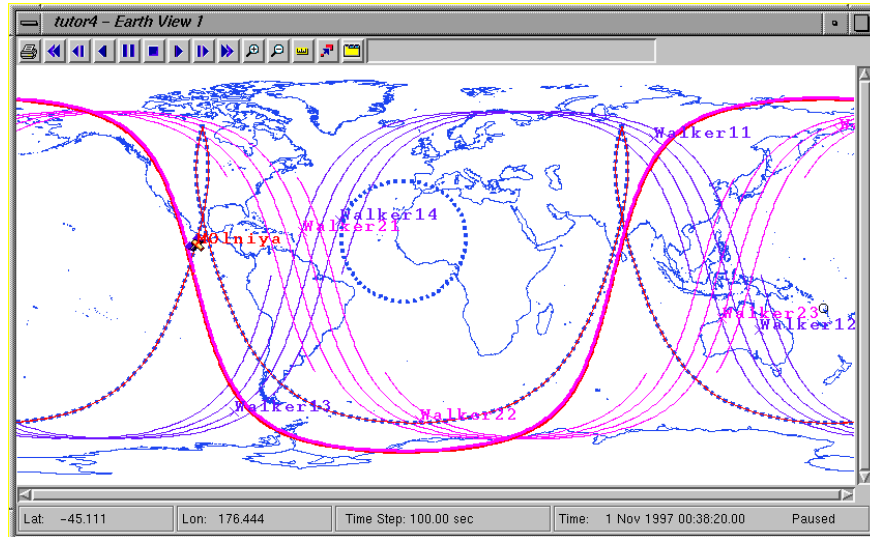 tutor4 – Earth View 1
Walker11
Walker14
Walker21
Molniya
Walker23
Walker12
Walker13
Walker22
Lat: -45.111 Lon: 176.444 Time Step: 100.00 sec Time: 1 Nov 1997 00:38:20.00 Paused